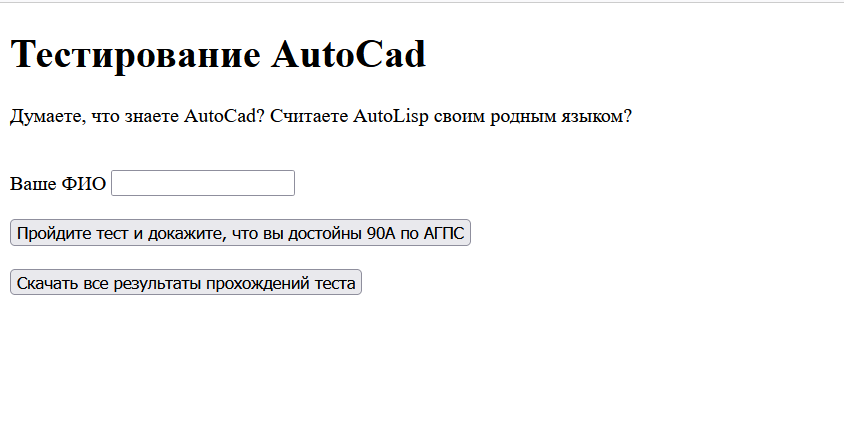 Тестирование AutoCad
Думаете, что знаете AutoCad? Считаете AutoLisp своим родным языком?
Ваше ФИО
Пройдите тест и докажите, что вы достойны 90А по АГПС
Скачать все результаты прохождений теста